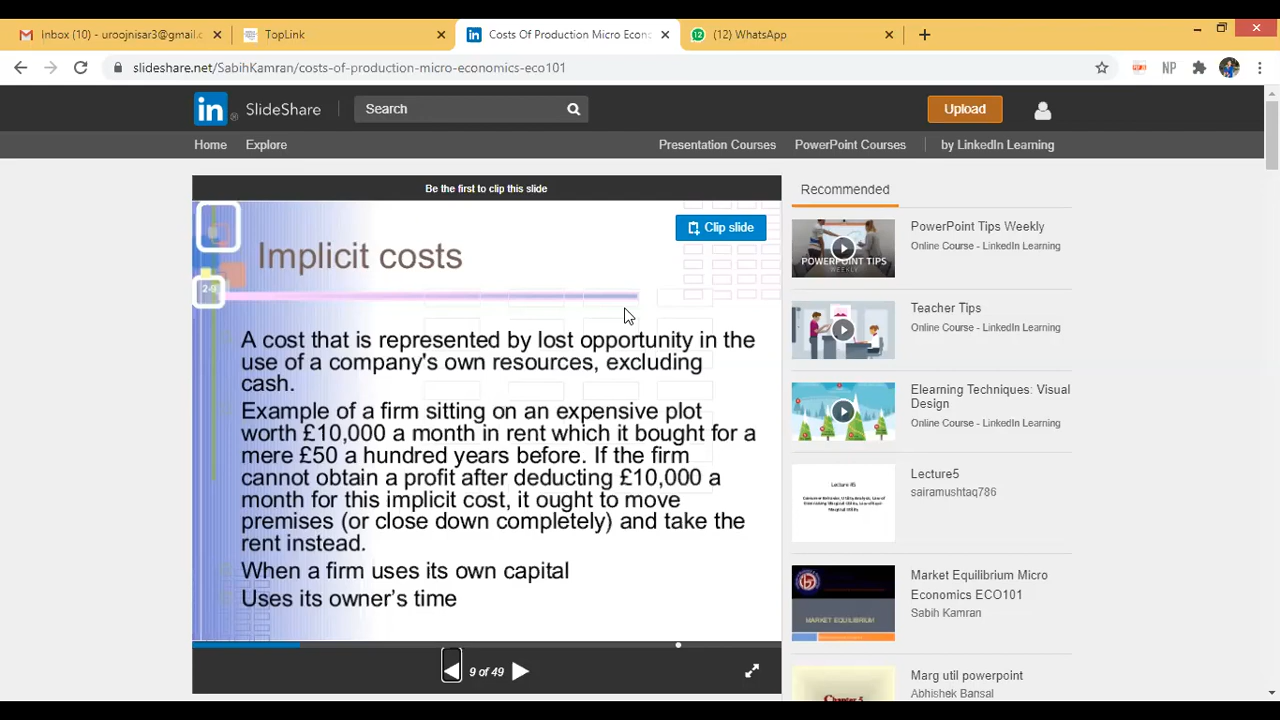 Inbox (10) - uroojnisar3@gmail.c
TopLink
Costs Of Production Micro Econ
(12) WhatsApp
slideshare.net/SabihKamran/costs-of-production-micro-economics-eco101
NP
in SlideShare
Search
Upload
Home
Explore
Presentation Courses
PowerPoint Courses
by LinkedIn Learning
Be the first to clip this slide
Clip slide
Implicit costs
A cost that is represented by lost opportunity in the
use of a company's own resources, excluding
cash.
Example of a firm sitting on an expensive plot
worth £10,000 a month in rent which it bought for a
mere £50 a hundred years before. If the firm
cannot obtain a profit after deducting £10,000 a
month for this implicit cost, it ought to move
premises (or close down completely) and take the
rent instead.
When a firm uses its own capital
Uses its owner's time
9 of 49
Recommended
POWERPOINT TIPS
WEEKLY
PowerPoint Tips Weekly
Online Course - LinkedIn Learning
Teacher Tips
Online Course - LinkedIn Learning
Elearning Techniques: Visual
Design
Online Course - LinkedIn Learning
Lecture5
sairamushtaq786
MARKET EQUILIBRIUM
Market Equilibrium Micro
Economics ECO101
Sabih Kamran
Chapter 5
Marg util powerpoint
Abhishek Bansal